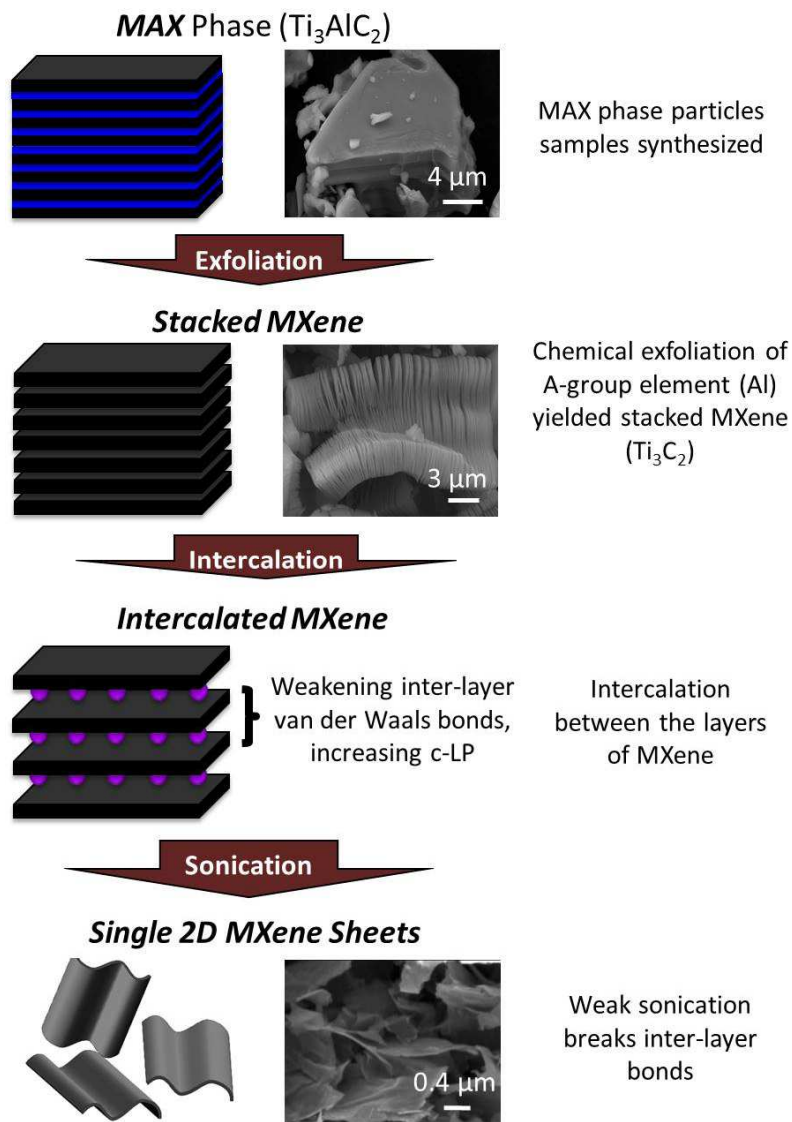 MAX Phase (Ti₃AlC₂)
4 μm
MAX phase particles
samples synthesized
Exfoliation
Stacked MXene
3 μm
Chemical exfoliation of
A-group element (Al)
yielded stacked MXene
(Ti₃C₂)
Intercalation
Intercalated MXene
Weakening inter-layer
van der Waals bonds,
increasing c-LP
Intercalation
between the layers
of MXene
Sonication
Single 2D MXene Sheets
0.4 μm
Weak sonication
breaks inter-layer
bonds